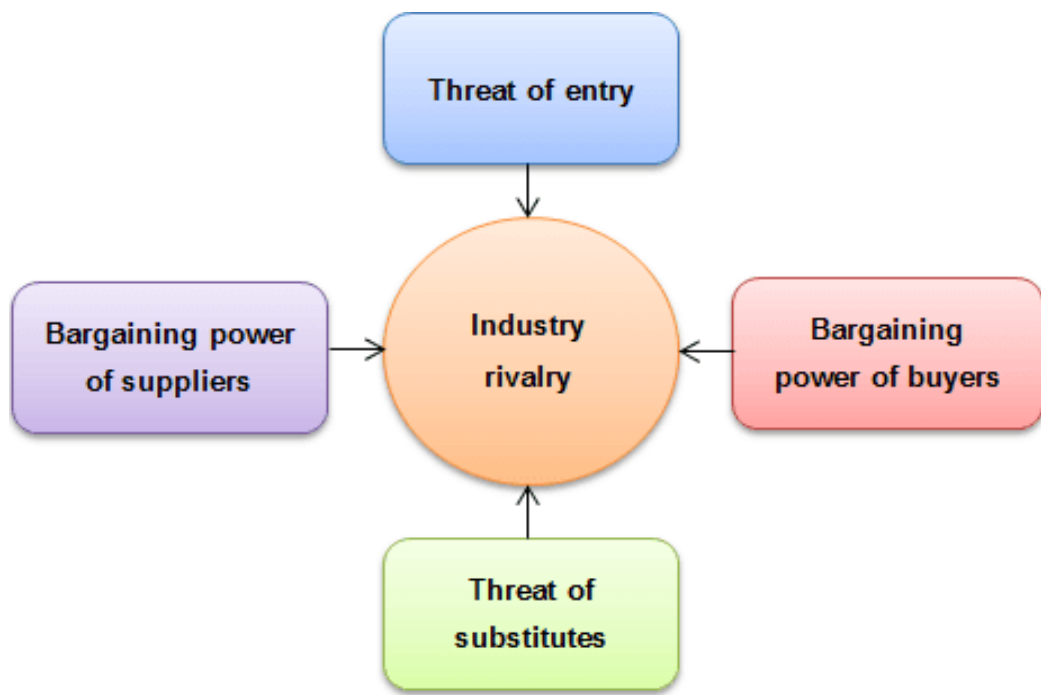 Threat of entry
Bargaining power
of suppliers
Industry
rivalry
Bargaining
power of buyers
Threat of
substitutes